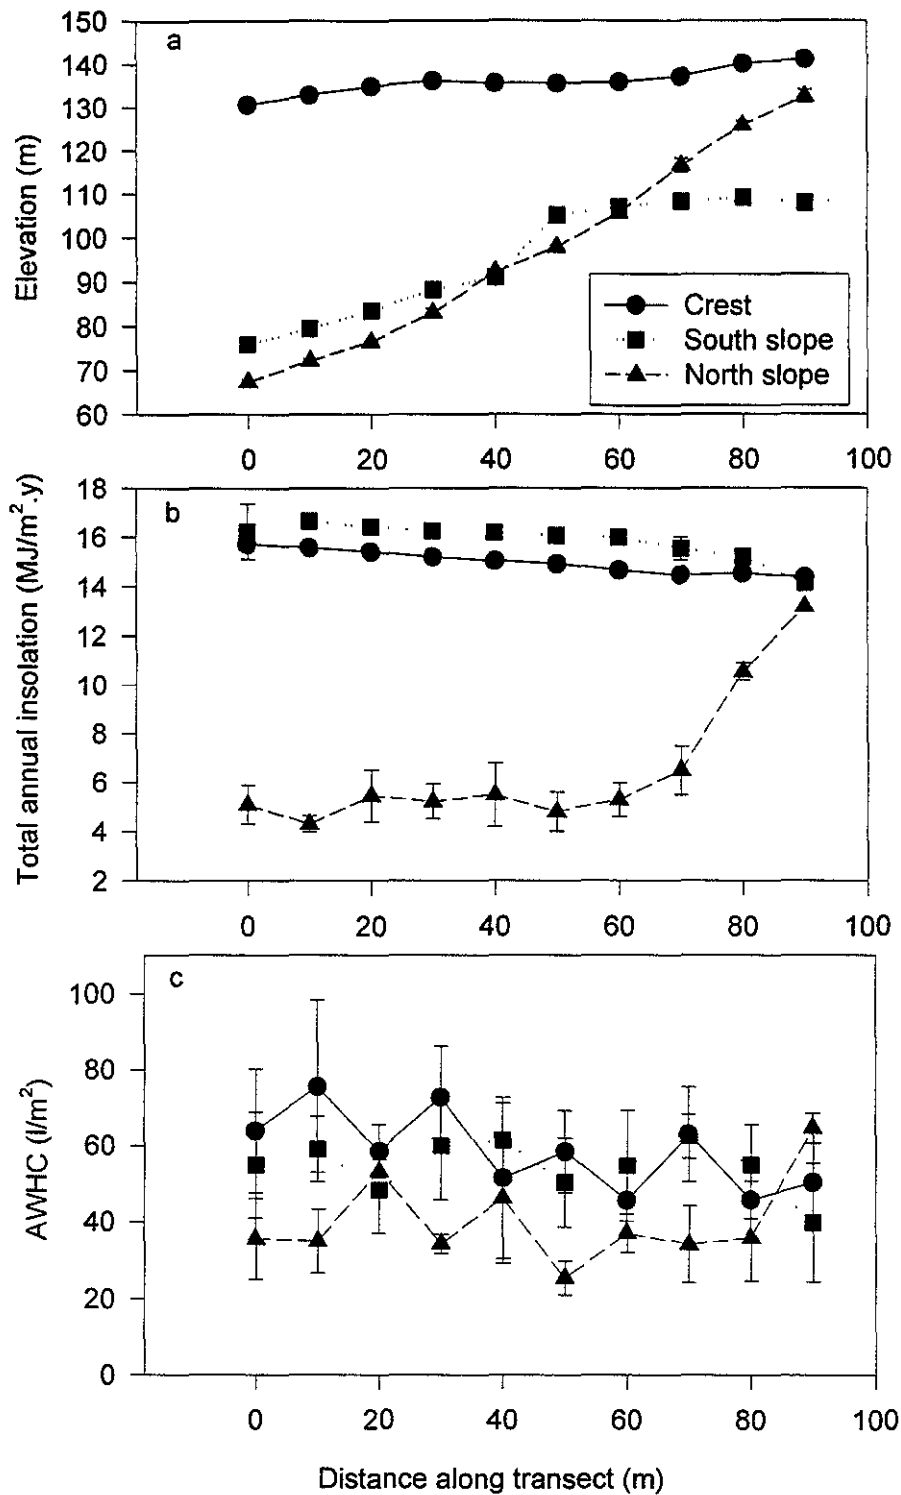 a
150
140
130
120
110
100
90
80
70
60
Elevation (m)
Crest
South slope
North slope
0 20 40 60 80 100
b
18
16
14
12
10
8
6
4
2
Total annual insolation (MJ/m².y)
0 20 40 60 80 100
c
100
80
60
40
20
0
AWHC (l/m²)
0 20 40 60 80 100
Distance along transect (m)